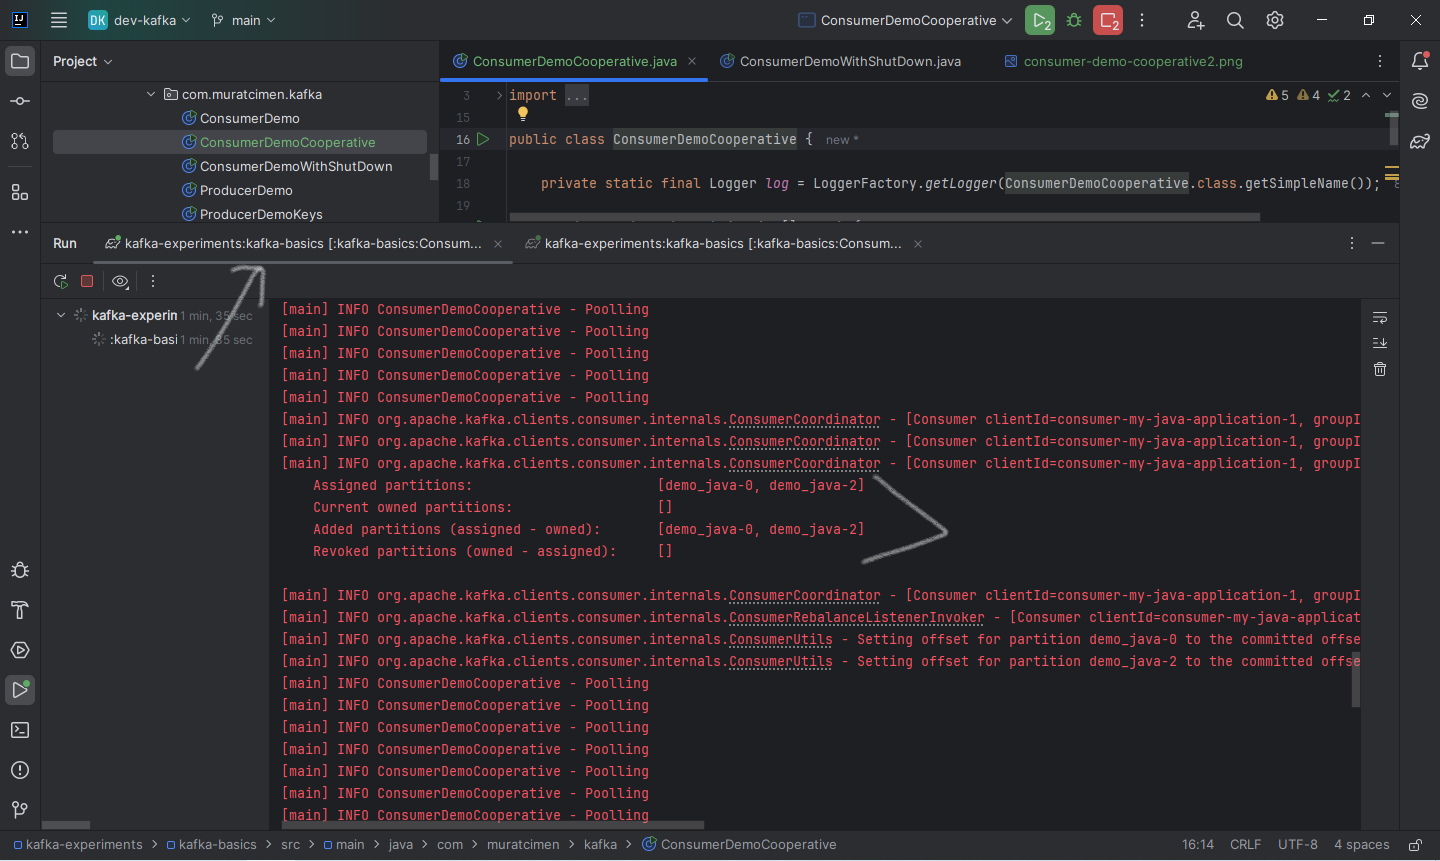 DK dev-kafka main ConsumerDemoCooperative 2 2
Project
ConsumerDemoCooperative.java ConsumerDemoWithShutDown.java consumer-demo-cooperative2.png
com.muratcimen.kafka
ConsumerDemo
ConsumerDemoCooperative
ConsumerDemoWithShutDown
ProducerDemo
ProducerDemoKeys
3 import ... 5 4 2
15
16 public class ConsumerDemoCooperative { new *
17
18 private static final Logger log = LoggerFactory.getLogger(ConsumerDemoCooperative.class.getSimpleName());
19
Run kafka-experiments:kafka-basics [:kafka-basics:Consum... kafka-experiments:kafka-basics [:kafka-basics:Consum...
kafka-experim 1 min, 35 sec
:kafka-basi 1 min, 35 sec
[main] INFO ConsumerDemoCooperative - Poolling
[main] INFO ConsumerDemoCooperative - Poolling
[main] INFO ConsumerDemoCooperative - Poolling
[main] INFO ConsumerDemoCooperative - Poolling
[main] INFO ConsumerDemoCooperative - Poolling
[main] INFO org.apache.kafka.clients.consumer.internals.ConsumerCoordinator - [Consumer clientId=consumer-my-java-application-1, groupI
[main] INFO org.apache.kafka.clients.consumer.internals.ConsumerCoordinator - [Consumer clientId=consumer-my-java-application-1, groupI
[main] INFO org.apache.kafka.clients.consumer.internals.ConsumerCoordinator - [Consumer clientId=consumer-my-java-application-1, groupI
Assigned partitions: [demo_java-0, demo_java-2]
Current owned partitions: []
Added partitions (assigned - owned): [demo_java-0, demo_java-2]
Revoked partitions (owned - assigned): []
[main] INFO org.apache.kafka.clients.consumer.internals.ConsumerCoordinator - [Consumer clientId=consumer-my-java-application-1, groupI
[main] INFO org.apache.kafka.clients.consumer.internals.ConsumerRebalanceListenerInvoker - [Consumer clientId=consumer-my-java-applicat
[main] INFO org.apache.kafka.clients.consumer.internals.ConsumerUtils - Setting offset for partition demo_java-0 to the committed offse
[main] INFO org.apache.kafka.clients.consumer.internals.ConsumerUtils - Setting offset for partition demo_java-2 to the committed offse
[main] INFO ConsumerDemoCooperative - Poolling
[main] INFO ConsumerDemoCooperative - Poolling
[main] INFO ConsumerDemoCooperative - Poolling
[main] INFO ConsumerDemoCooperative - Poolling
[main] INFO ConsumerDemoCooperative - Poolling
[main] INFO ConsumerDemoCooperative - Poolling
[main] INFO ConsumerDemoCooperative - Poolling
kafka-experiments kafka-basics src main java com muratcimen kafka ConsumerDemoCooperative 16:14 CRLF UTF-8 4 spaces